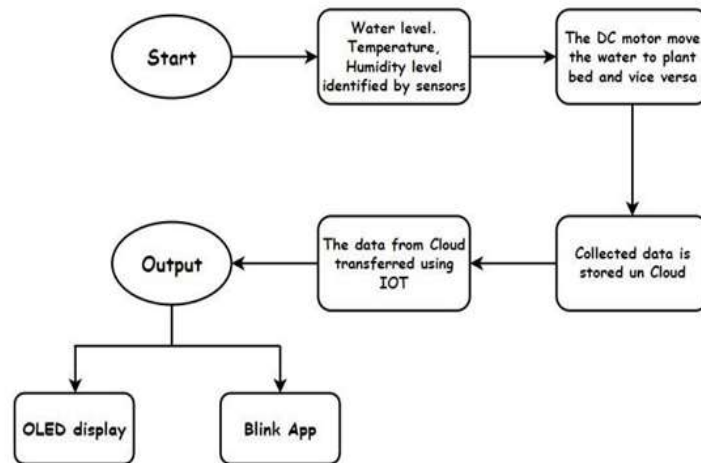 Start
Water level.
Temperature,
Humidity level
identified by sensors
The DC motor move
the water to plant
bed and vice versa
Collected data is
stored un Cloud
The data from Cloud
transferred using
IOT
Output
OLED display
Blink App